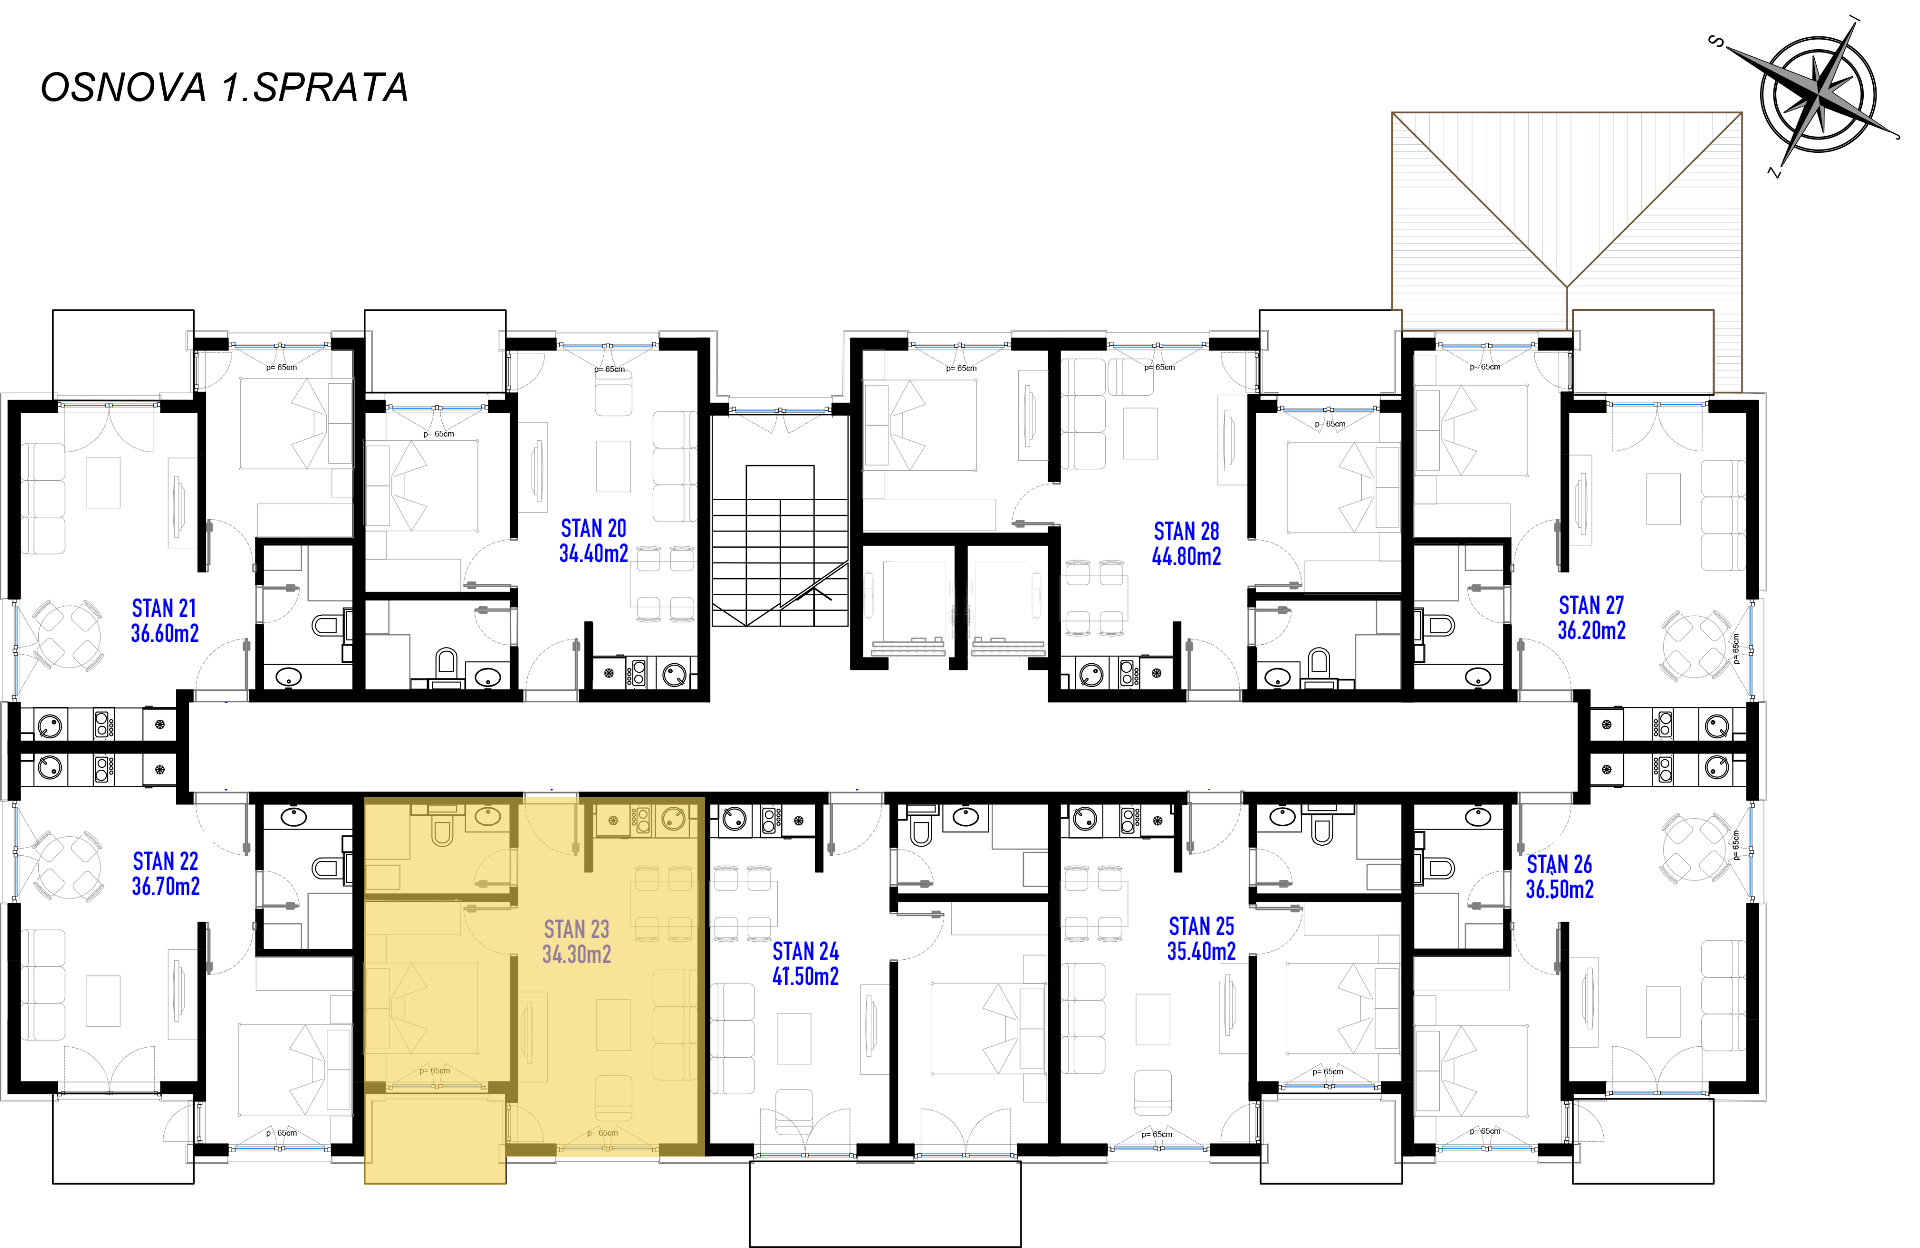 OSNOVA 1.SPRATA
I
S
J
Z
p= 65cm
p= 65cm
p= 65cm
p= 65cm
p= 65cm
p= 65cm
p= 65cm
STAN 20
34.40m2
STAN 28
44.80m2
STAN 21
36.60m2
STAN 27
36.20m2
p= 65cm
STAN 22
36.70m2
STAN 26
36.50m2
p= 65cm
STAN 23
34.30m2
STAN 24
41.50m2
STAN 25
35.40m2
p= 65cm
p= 65cm
p= 65cm
p= 65cm
p= 65cm
p= 65cm